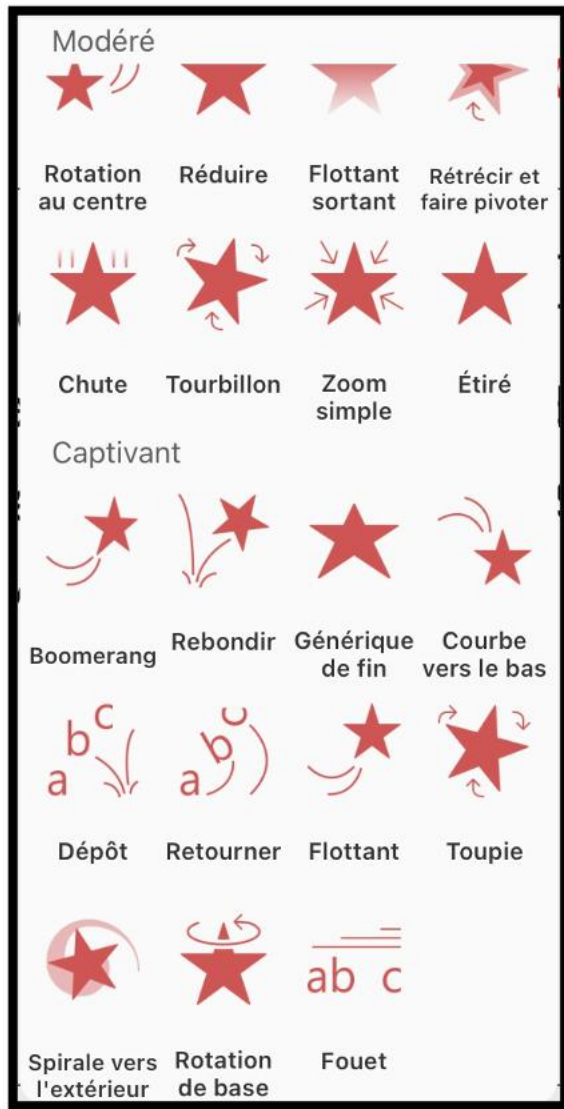 Modéré
Rotation au centre
Réduire
Flottant sortant
Rétrécir et faire pivoter
Chute
Tourbillon
Zoom simple
Étiré
Captivant
Boomerang
Rebondir
Générique de fin
Courbe vers le bas
a b c
Dépôt
a b c
Retourner
Flottant
Toupie
Spirale vers l'extérieur
Rotation de base
ab c
Fouet